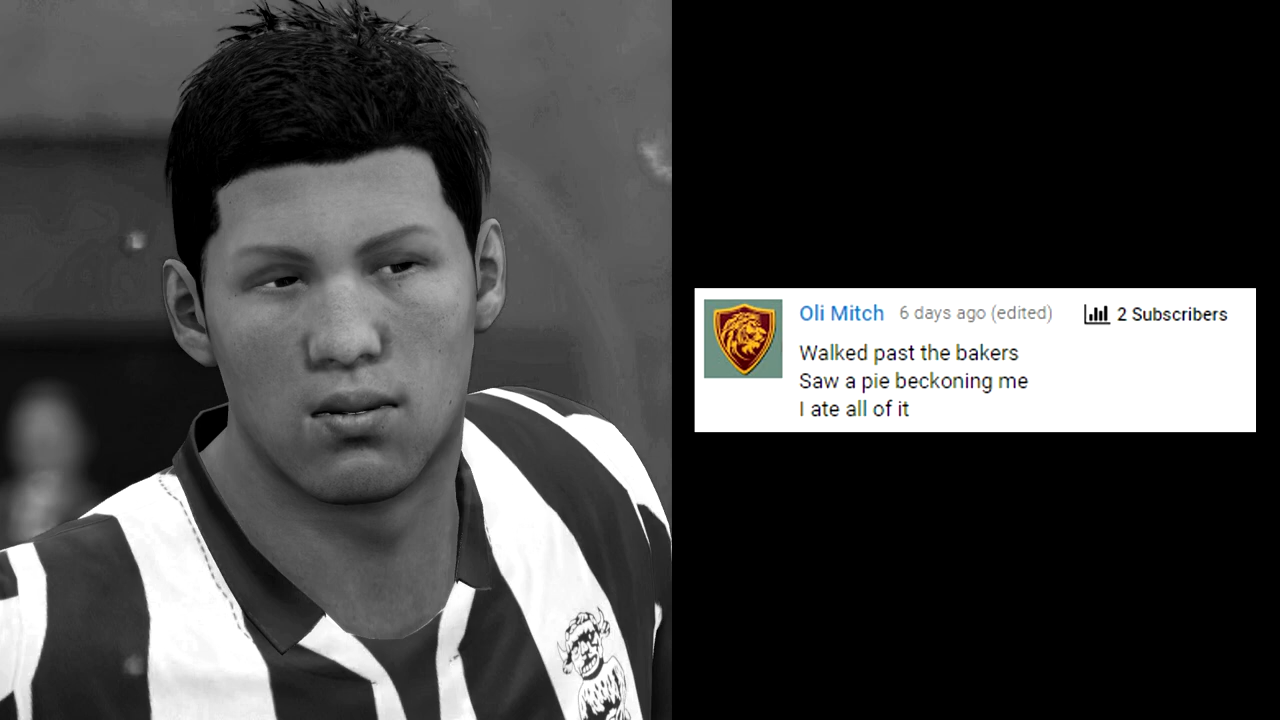 Oli Mitch 6 days ago (edited) 2 Subscribers
Walked past the bakers
Saw a pie beckoning me
I ate all of it